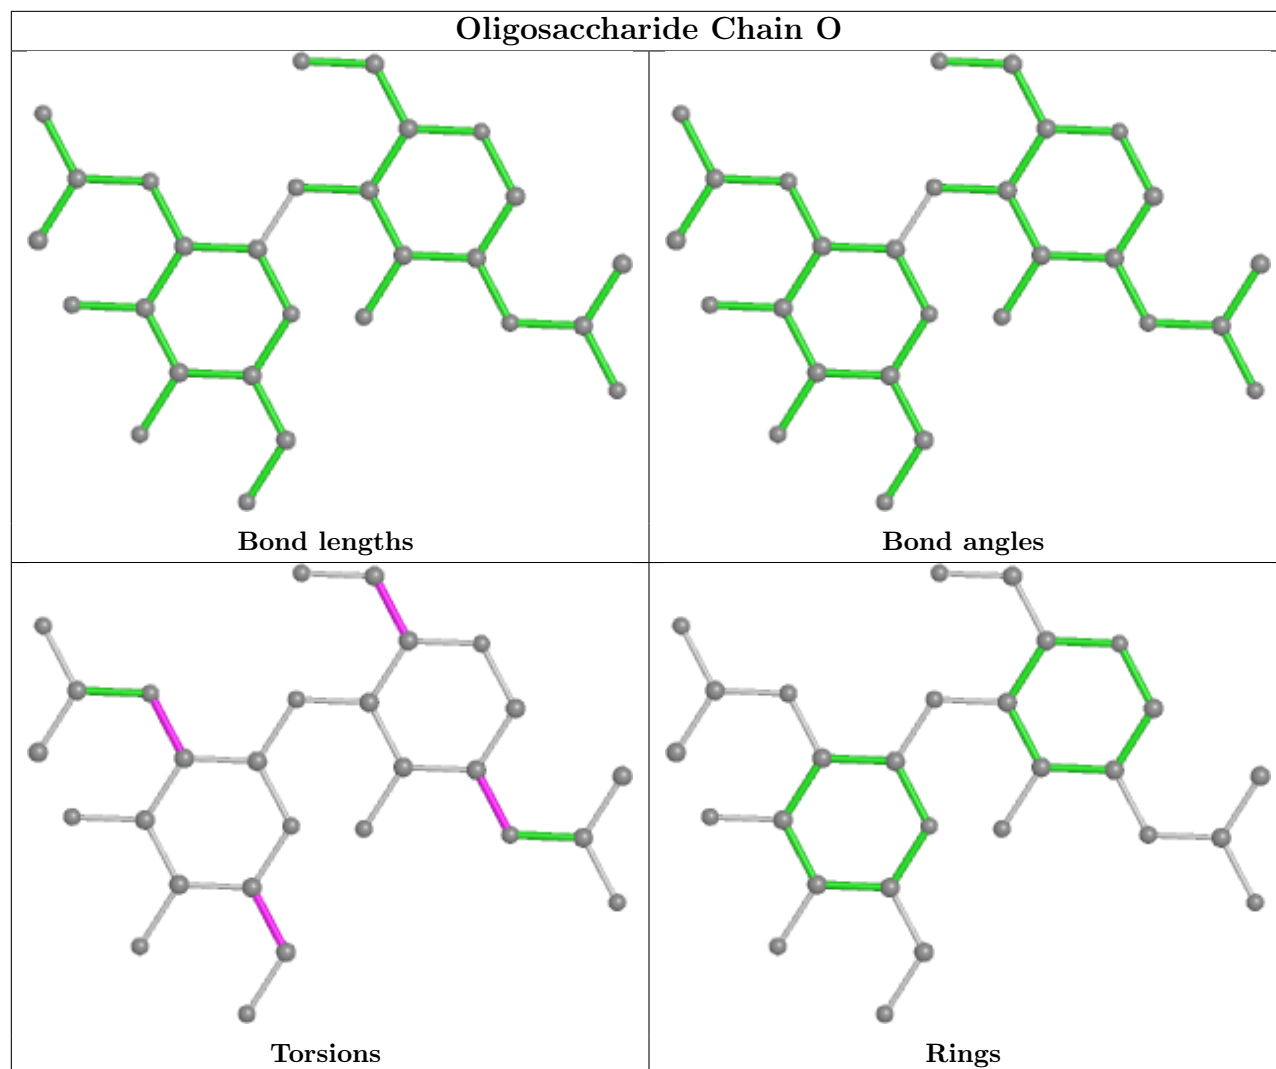 Oligosaccharide Chain O
Bond lengths
Bond angles
Torsions
Rings